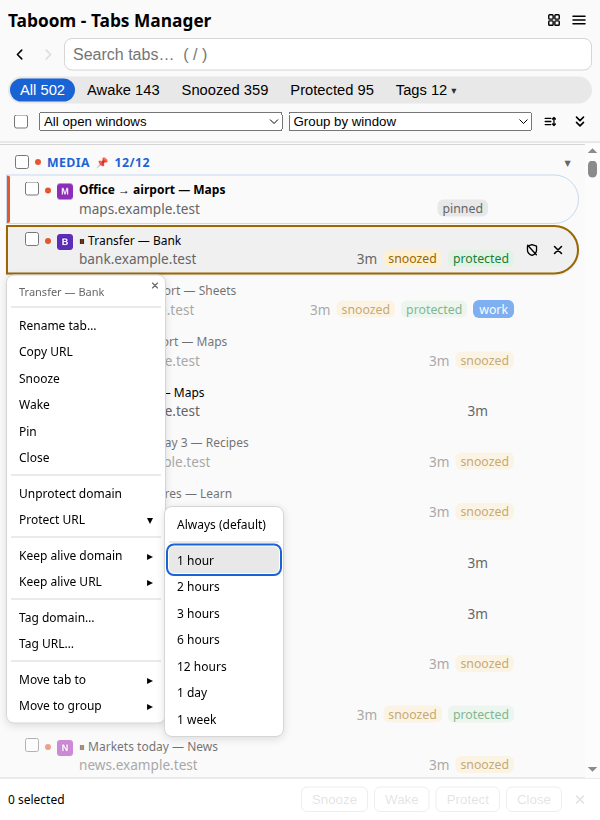 Taboom - Tabs Manager
Search tabs… ( / )
All 502 Awake 143 Snoozed 359 Protected 95 Tags 12 ▾
All open windows Group by window
MEDIA 📌 12/12
M Office → airport — Maps
maps.example.test pinned
B Transfer — Bank
bank.example.test 3m snoozed protected
Transfer — Bank ×
ort — Sheets
.test 3m snoozed protected work
Rename tab...
Copy URL
Snooze
Wake
Pin
Close
Unprotect domain
Protect URL ▾
Keep alive domain ▸
Keep alive URL ▸
Tag domain...
Tag URL...
Move tab to ▸
Move to group ▸
ort — Maps
e.test 3m snoozed
– Maps
e.test 3m
ay 3 — Recipes
ple.test 3m snoozed
res — Learn
3m snoozed
Always (default)
1 hour
2 hours
3 hours
6 hours
12 hours
1 day
1 week
3m
3m
3m snoozed
3m snoozed protected
N Markets today — News
news.example.test 3m snoozed
0 selected Snooze Wake Protect Close ✕